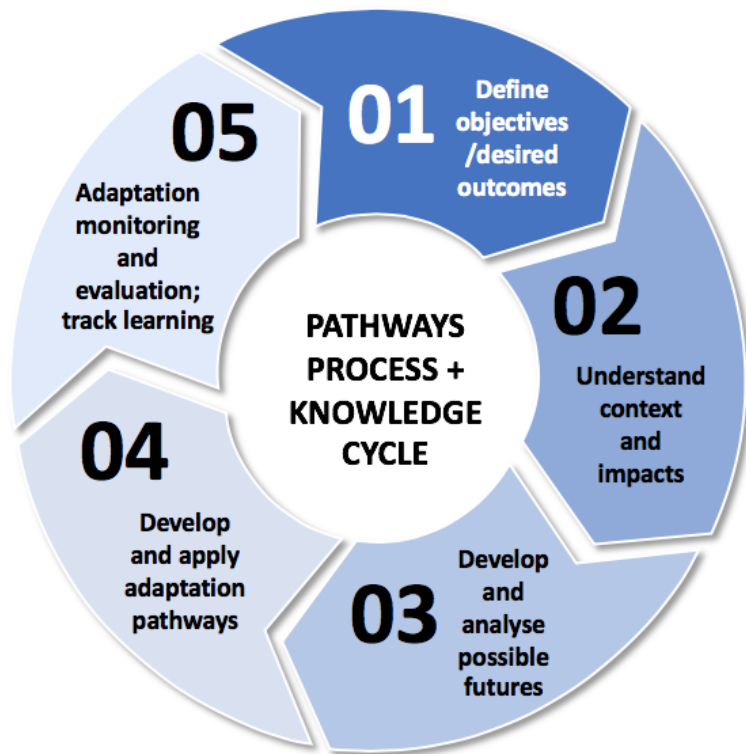 01
Define
objectives
/desired
outcomes
02
Understand
context
and
impacts
03
Develop
and
analyse
possible
futures
04
Develop
and apply
adaptation
pathways
05
Adaptation
monitoring
and
evaluation;
track learning
PATHWAYS
PROCESS +
KNOWLEDGE
CYCLE